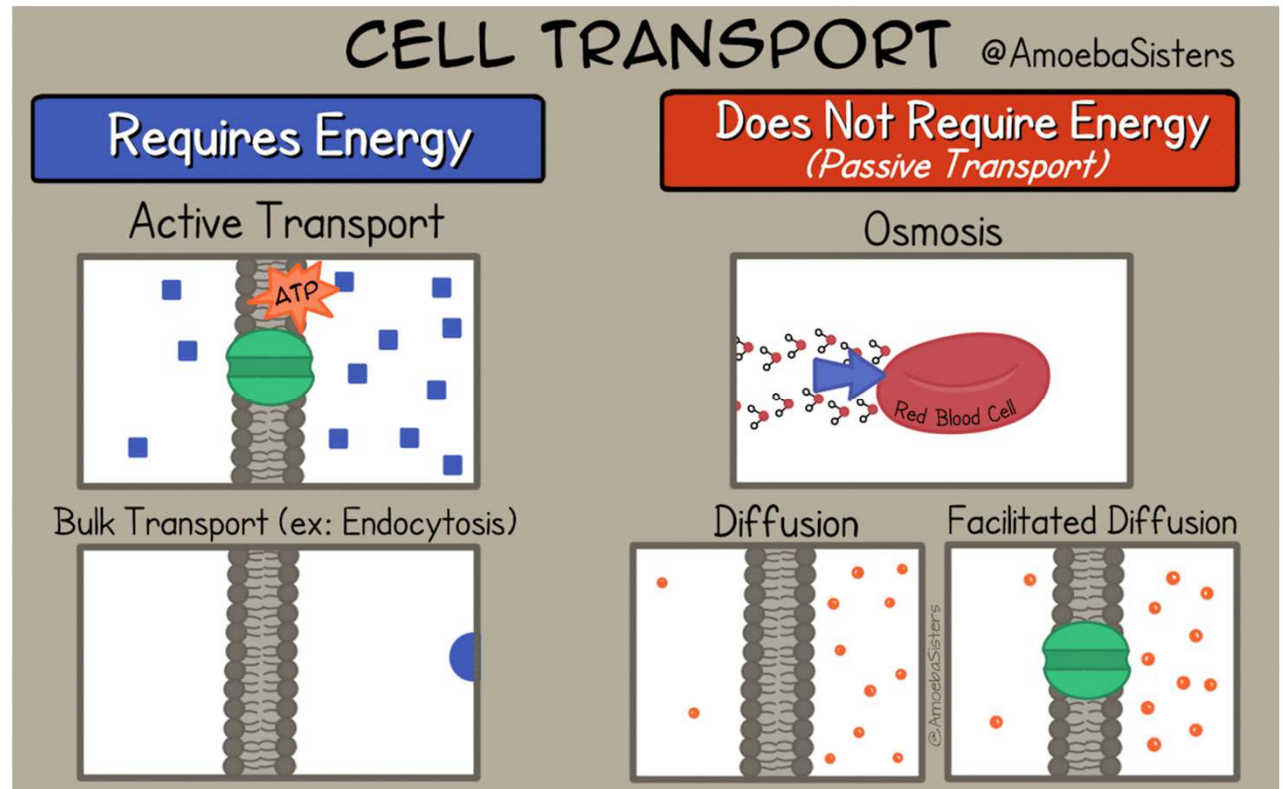 CELL TRANSPORT @AmoebaSisters
Requires Energy
Does Not Require Energy
(Passive Transport)
Active Transport
ATP
Osmosis
Red Blood Cell
Bulk Transport (ex: Endocytosis)
Diffusion
Facilitated Diffusion
@AmoebaSisters